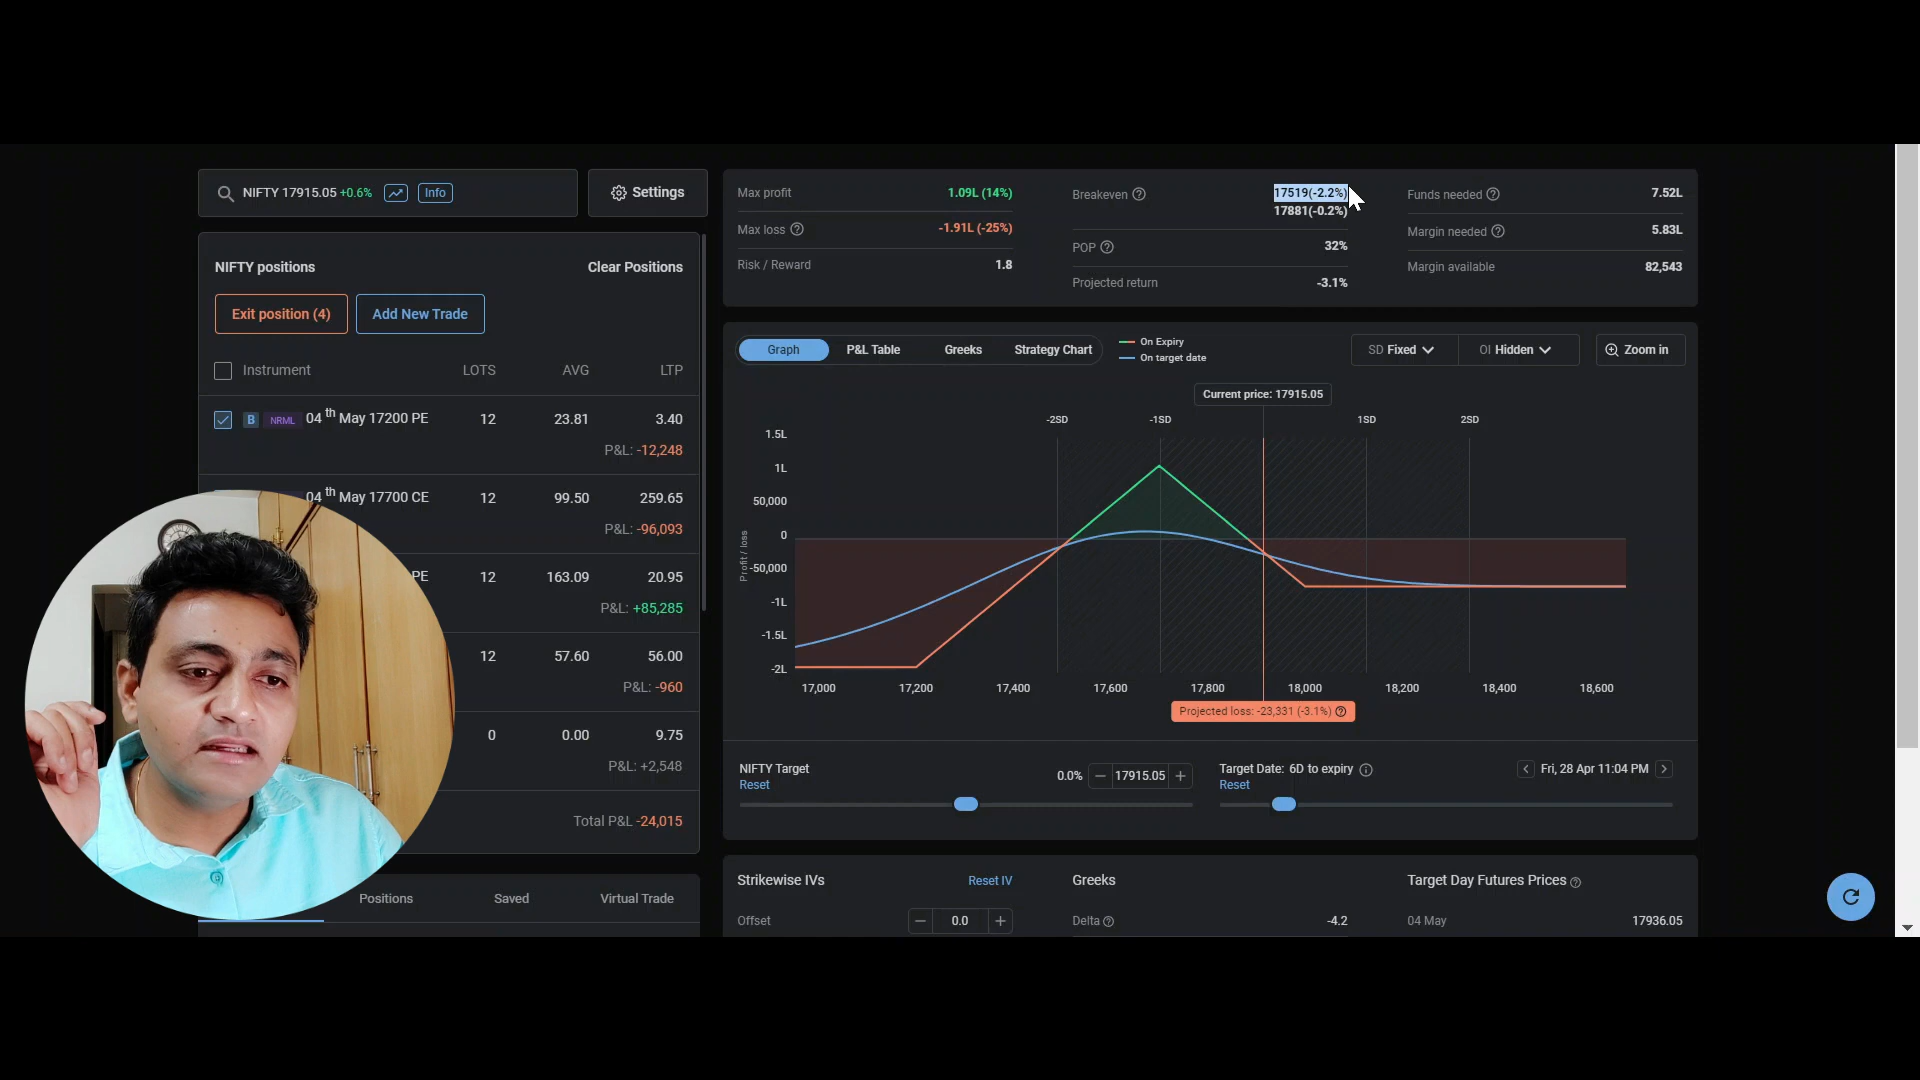 NIFTY 17915.05 +0.6% Info
Settings
NIFTY positions Clear Positions
Exit position (4) Add New Trade
Instrument LOTS AVG LTP
B NRML 04 th May 17200 PE 12 23.81 3.40
P&L: -12,248
04 th May 17700 CE 12 99.50 259.65
P&L: -96,093
PE 12 163.09 20.95
P&L: +85,285
12 57.60 56.00
P&L: -960
0 0.00 9.75
P&L: +2,548
Total P&L -24,015
Positions Saved Virtual Trade
Max profit 1.09L (14%)
Max loss -1.91L (-25%)
Risk / Reward 1.8
Breakeven 17519(-2.2%)
17881(-0.2%)
POP 32%
Projected return -3.1%
Funds needed 7.52L
Margin needed 5.83L
Margin available 82,543
Graph P&L Table Greeks Strategy Chart
On Expiry
On target date
SD Fixed OI Hidden Zoom in
Current price: 17915.05
-2SD -1SD 1SD 2SD
1.5L
1L
50,000
0
-50,000
-1L
-1.5L
-2L
Profit / loss
17,000 17,200 17,400 17,600 17,800 18,000 18,200 18,400 18,600
Projected loss: -23,331 (-3.1%)
NIFTY Target 0.0% 17915.05
Reset
Target Date: 6D to expiry Fri, 28 Apr 11:04 PM
Reset
Strikewise IVs Reset IV
Offset 0.0
Greeks
Delta -4.2
Target Day Futures Prices
04 May 17936.05